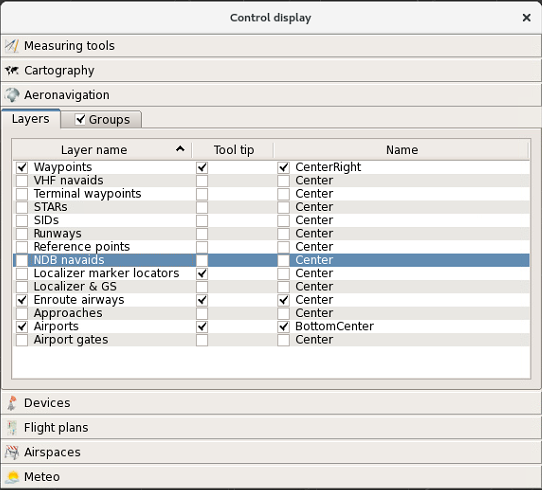 Control display
Measuring tools
Cartography
Aeronavigation
Layers Groups
Layer name Tool tip Name
Waypoints CenterRight
VHF navaids Center
Terminal waypoints Center
STARs Center
SIDs Center
Runways Center
Reference points Center
NDB navaids Center
Localizer marker locators Center
Localizer & GS Center
Enroute airways Center
Approaches Center
Airports BottomCenter
Airport gates Center
Devices
Flight plans
Airspaces
Meteo